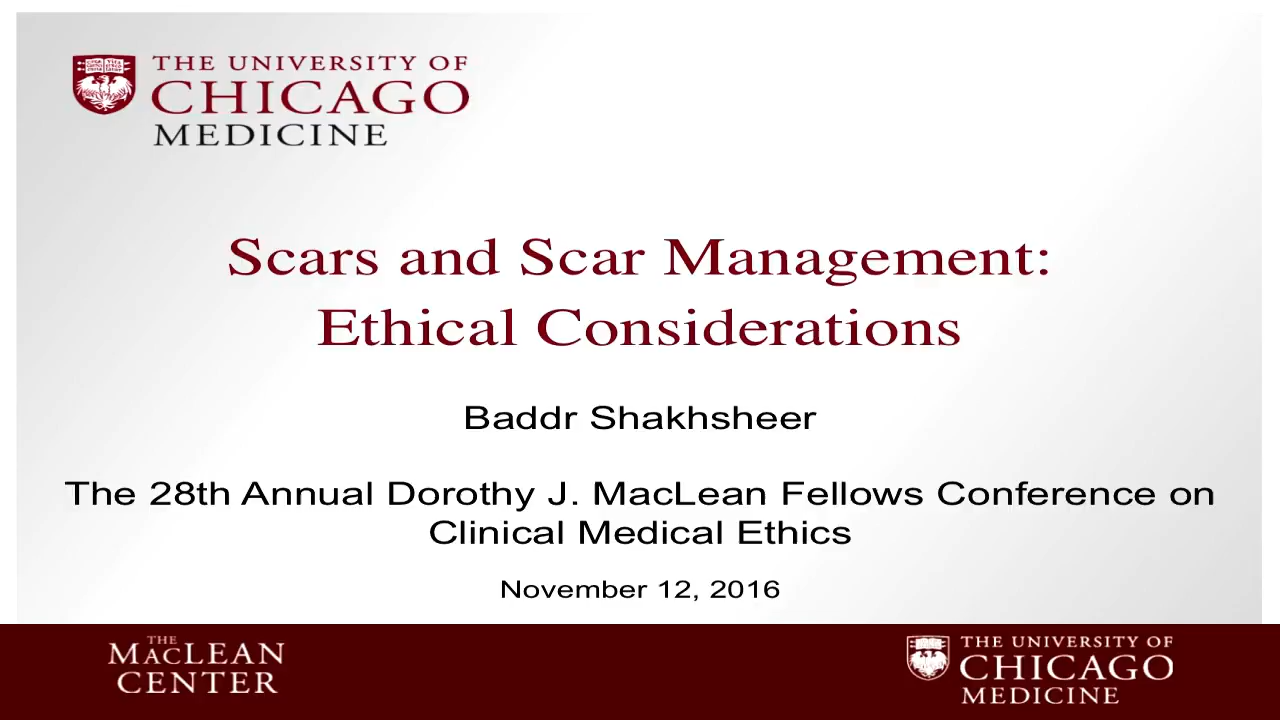 THE UNIVERSITY OF
CHICAGO
MEDICINE
Scars and Scar Management:
Ethical Considerations
Baddr Shakhsheer
The 28th Annual Dorothy J. MacLean Fellows Conference on
Clinical Medical Ethics
November 12, 2016
THE
MACLEAN
CENTER
THE UNIVERSITY OF
CHICAGO
MEDICINE